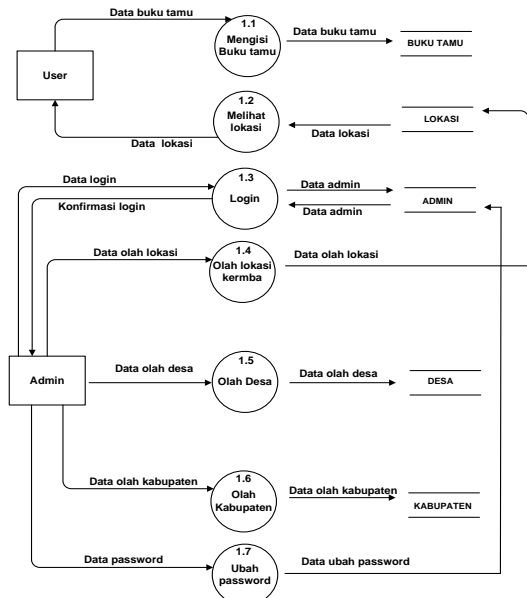 Data buku tamu
1.1
Mengisi
Buku tamu
Data buku tamu
BUKU TAMU
User
1.2
Melihat
lokasi
LOKASI
Data lokasi
Data lokasi
Data login
1.3
Login
Data admin
Konfirmasi login
Data admin
ADMIN
Data olah lokasi
1.4
Olah lokasi
kermba
Data olah lokasi
Admin
Data olah desa
1.5
Olah Desa
Data olah desa
DESA
Data olah kabupaten
1.6
Olah
Kabupaten
Data olah kabupaten
KABUPATEN
Data password
1.7
Ubah
password
Data ubah password